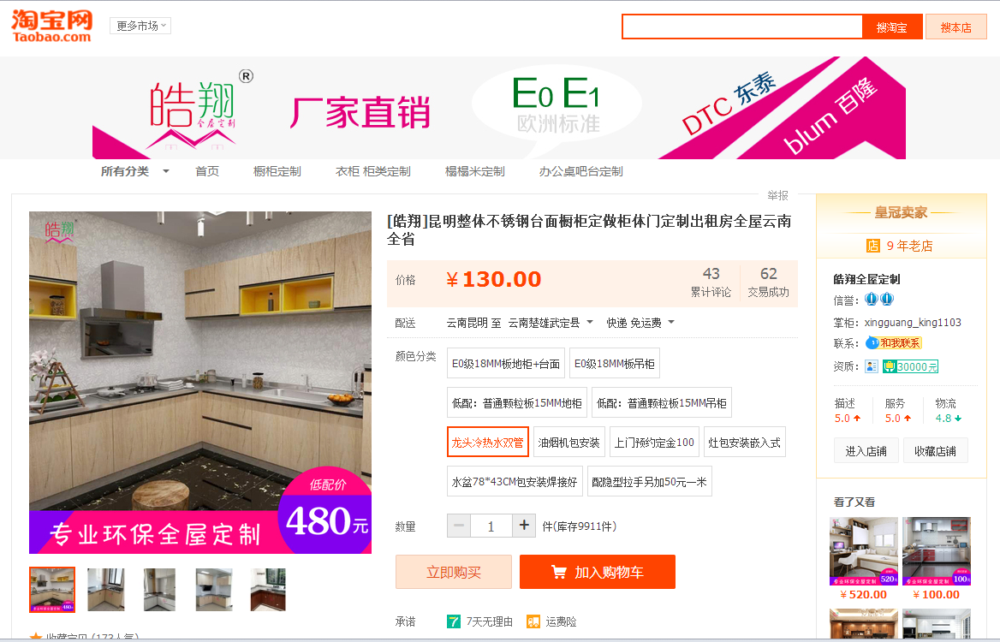 淘宝网
Taobao.com
更多市场
搜淘宝
搜本店
皓翔®
全屋定制
厂家直销
E0 E1
欧洲标准
DTC 东泰
blum 百隆
所有分类
首页
橱柜定制
衣柜 柜类定制
榻榻米定制
办公桌吧台定制
举报
皓翔
低配价
480元
专业环保全屋定制
[皓翔]昆明整体不锈钢台面橱柜定做柜体门定制出租房全屋云南
全省
价格
¥130.00
43
累计评论
62
交易成功
配送
云南昆明 至 云南楚雄武定县
快递 免运费
颜色分类
E0级18MM板地柜+台面
E0级18MM板吊柜
低配：普通颗粒板15MM地柜
低配：普通颗粒板15MM吊柜
龙头冷热水双管
油烟机包安装
上门预约定金100
灶包安装嵌入式
水盆78*43CM包安装焊接好
配隐型拉手另加50元一米
数量
1
件(库存9911件)
立即购买
加入购物车
承诺
7天无理由
运费险
收藏宝贝 (173人气)
皇冠卖家
店 9 年老店
皓翔全屋定制
信誉：
掌柜：xingguang_king1103
联系：和我联系
资质：30000元
描述
服务
物流
5.0
5.0
4.8
进入店铺
收藏店铺
看了又看
专业环保全屋定制 520元
专业环保全屋定制 100元
¥520.00
¥100.00